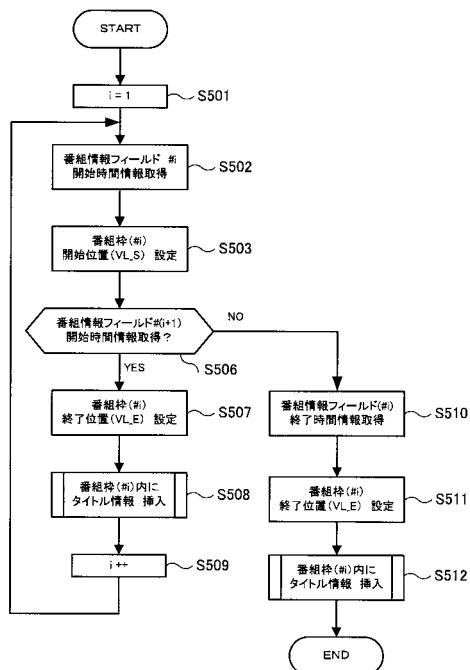 START
i = 1
S501
番組情報フィールド #i
開始時間情報取得
S502
番組枠(#i)
開始位置(VL_S) 設定
S503
番組情報フィールド#(i+1)
開始時間情報取得?
NO
S506
YES
番組枠(#i)
終了位置(VL_E) 設定
S507
番組情報フィールド(#i)
終了時間情報取得
S510
番組枠(#i)内に
タイトル情報 挿入
S508
番組枠(#i)
終了位置(VL_E) 設定
S511
i ++
S509
番組枠(#i)内に
タイトル情報 挿入
S512
END